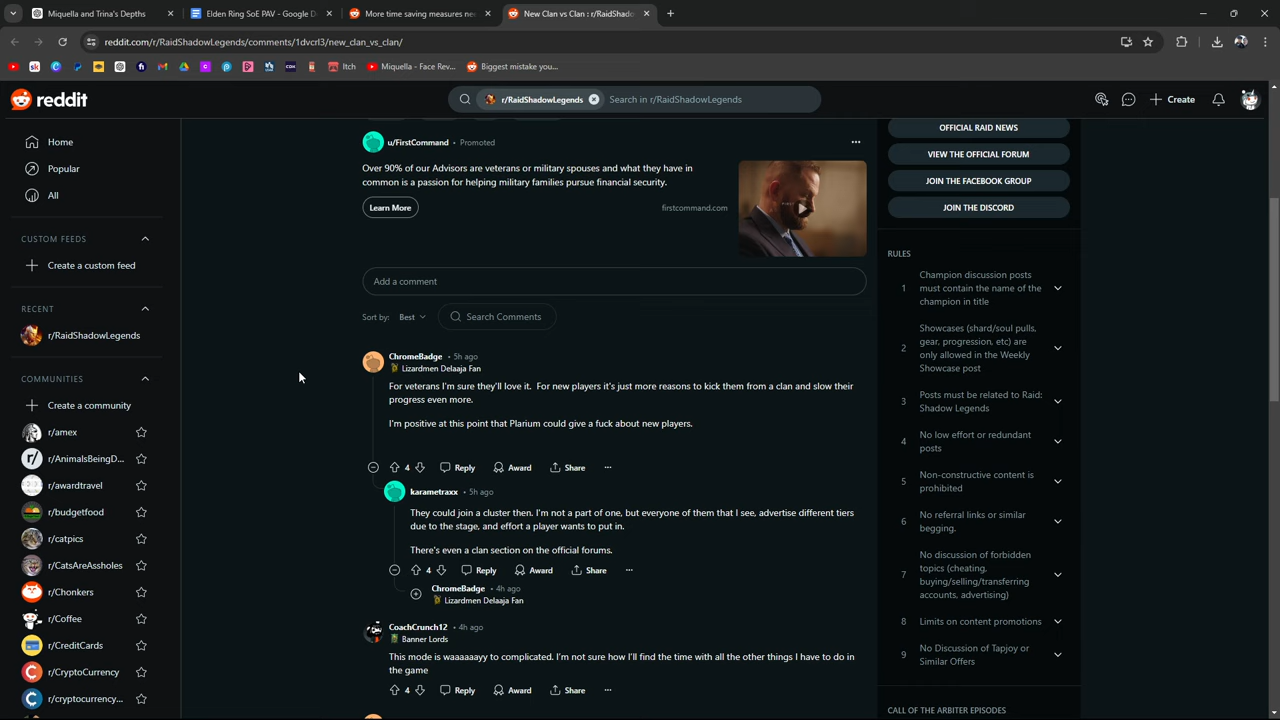 Miquella and Trina's Depths
Elden Ring SoE PAV - Google D
More time saving measures ne
New Clan vs Clan : r/RaidShado
reddit.com/r/RaidShadowLegends/comments/1dvcrl3/new_clan_vs_clan/
Itch
Miquella - Face Rev...
Biggest mistake you...
reddit
r/RaidShadowLegends
Search in r/RaidShadowLegends
Create
Home
Popular
All
CUSTOM FEEDS
Create a custom feed
RECENT
r/RaidShadowLegends
COMMUNITIES
Create a community
r/amex
r/AnimalsBeingD...
r/awardtravel
r/budgetfood
r/catpics
r/CatsAreAssholes
r/Chonkers
r/Coffee
r/CreditCards
r/CryptoCurrency
r/cryptocurrency...
u/FirstCommand • Promoted
Over 90% of our Advisors are veterans or military spouses and what they have in
common is a passion for helping military families pursue financial security.
Learn More
firstcommand.com
Add a comment
Sort by: Best
Search Comments
ChromeBadge • 5h ago
Lizardmen Delaaja Fan
For veterans I'm sure they'll love it. For new players it's just more reasons to kick them from a clan and slow their
progress even more.
I'm positive at this point that Plarium could give a fuck about new players.
4 Reply Award Share
karametraxx • 5h ago
They could join a cluster then. I'm not a part of one, but everyone of them that I see, advertise different tiers
due to the stage, and effort a player wants to put in.
There's even a clan section on the official forums.
4 Reply Award Share
ChromeBadge • 4h ago
Lizardmen Delaaja Fan
CoachCrunch12 • 4h ago
Banner Lords
This mode is waaaaaayy to complicated. I'm not sure how I'll find the time with all the other things I have to do in
the game
4 Reply Award Share
OFFICIAL RAID NEWS
VIEW THE OFFICIAL FORUM
JOIN THE FACEBOOK GROUP
JOIN THE DISCORD
RULES
1 Champion discussion posts
must contain the name of the
champion in title
2 Showcases (shard/soul pulls,
gear, progression, etc) are
only allowed in the Weekly
Showcase post
3 Posts must be related to Raid:
Shadow Legends
4 No low effort or redundant
posts
5 Non-constructive content is
prohibited
6 No referral links or similar
begging.
7 No discussion of forbidden
topics (cheating,
buying/selling/transferring
accounts, advertising)
8 Limits on content promotions
9 No Discussion of Tapjoy or
Similar Offers
CALL OF THE ARBITER EPISODES